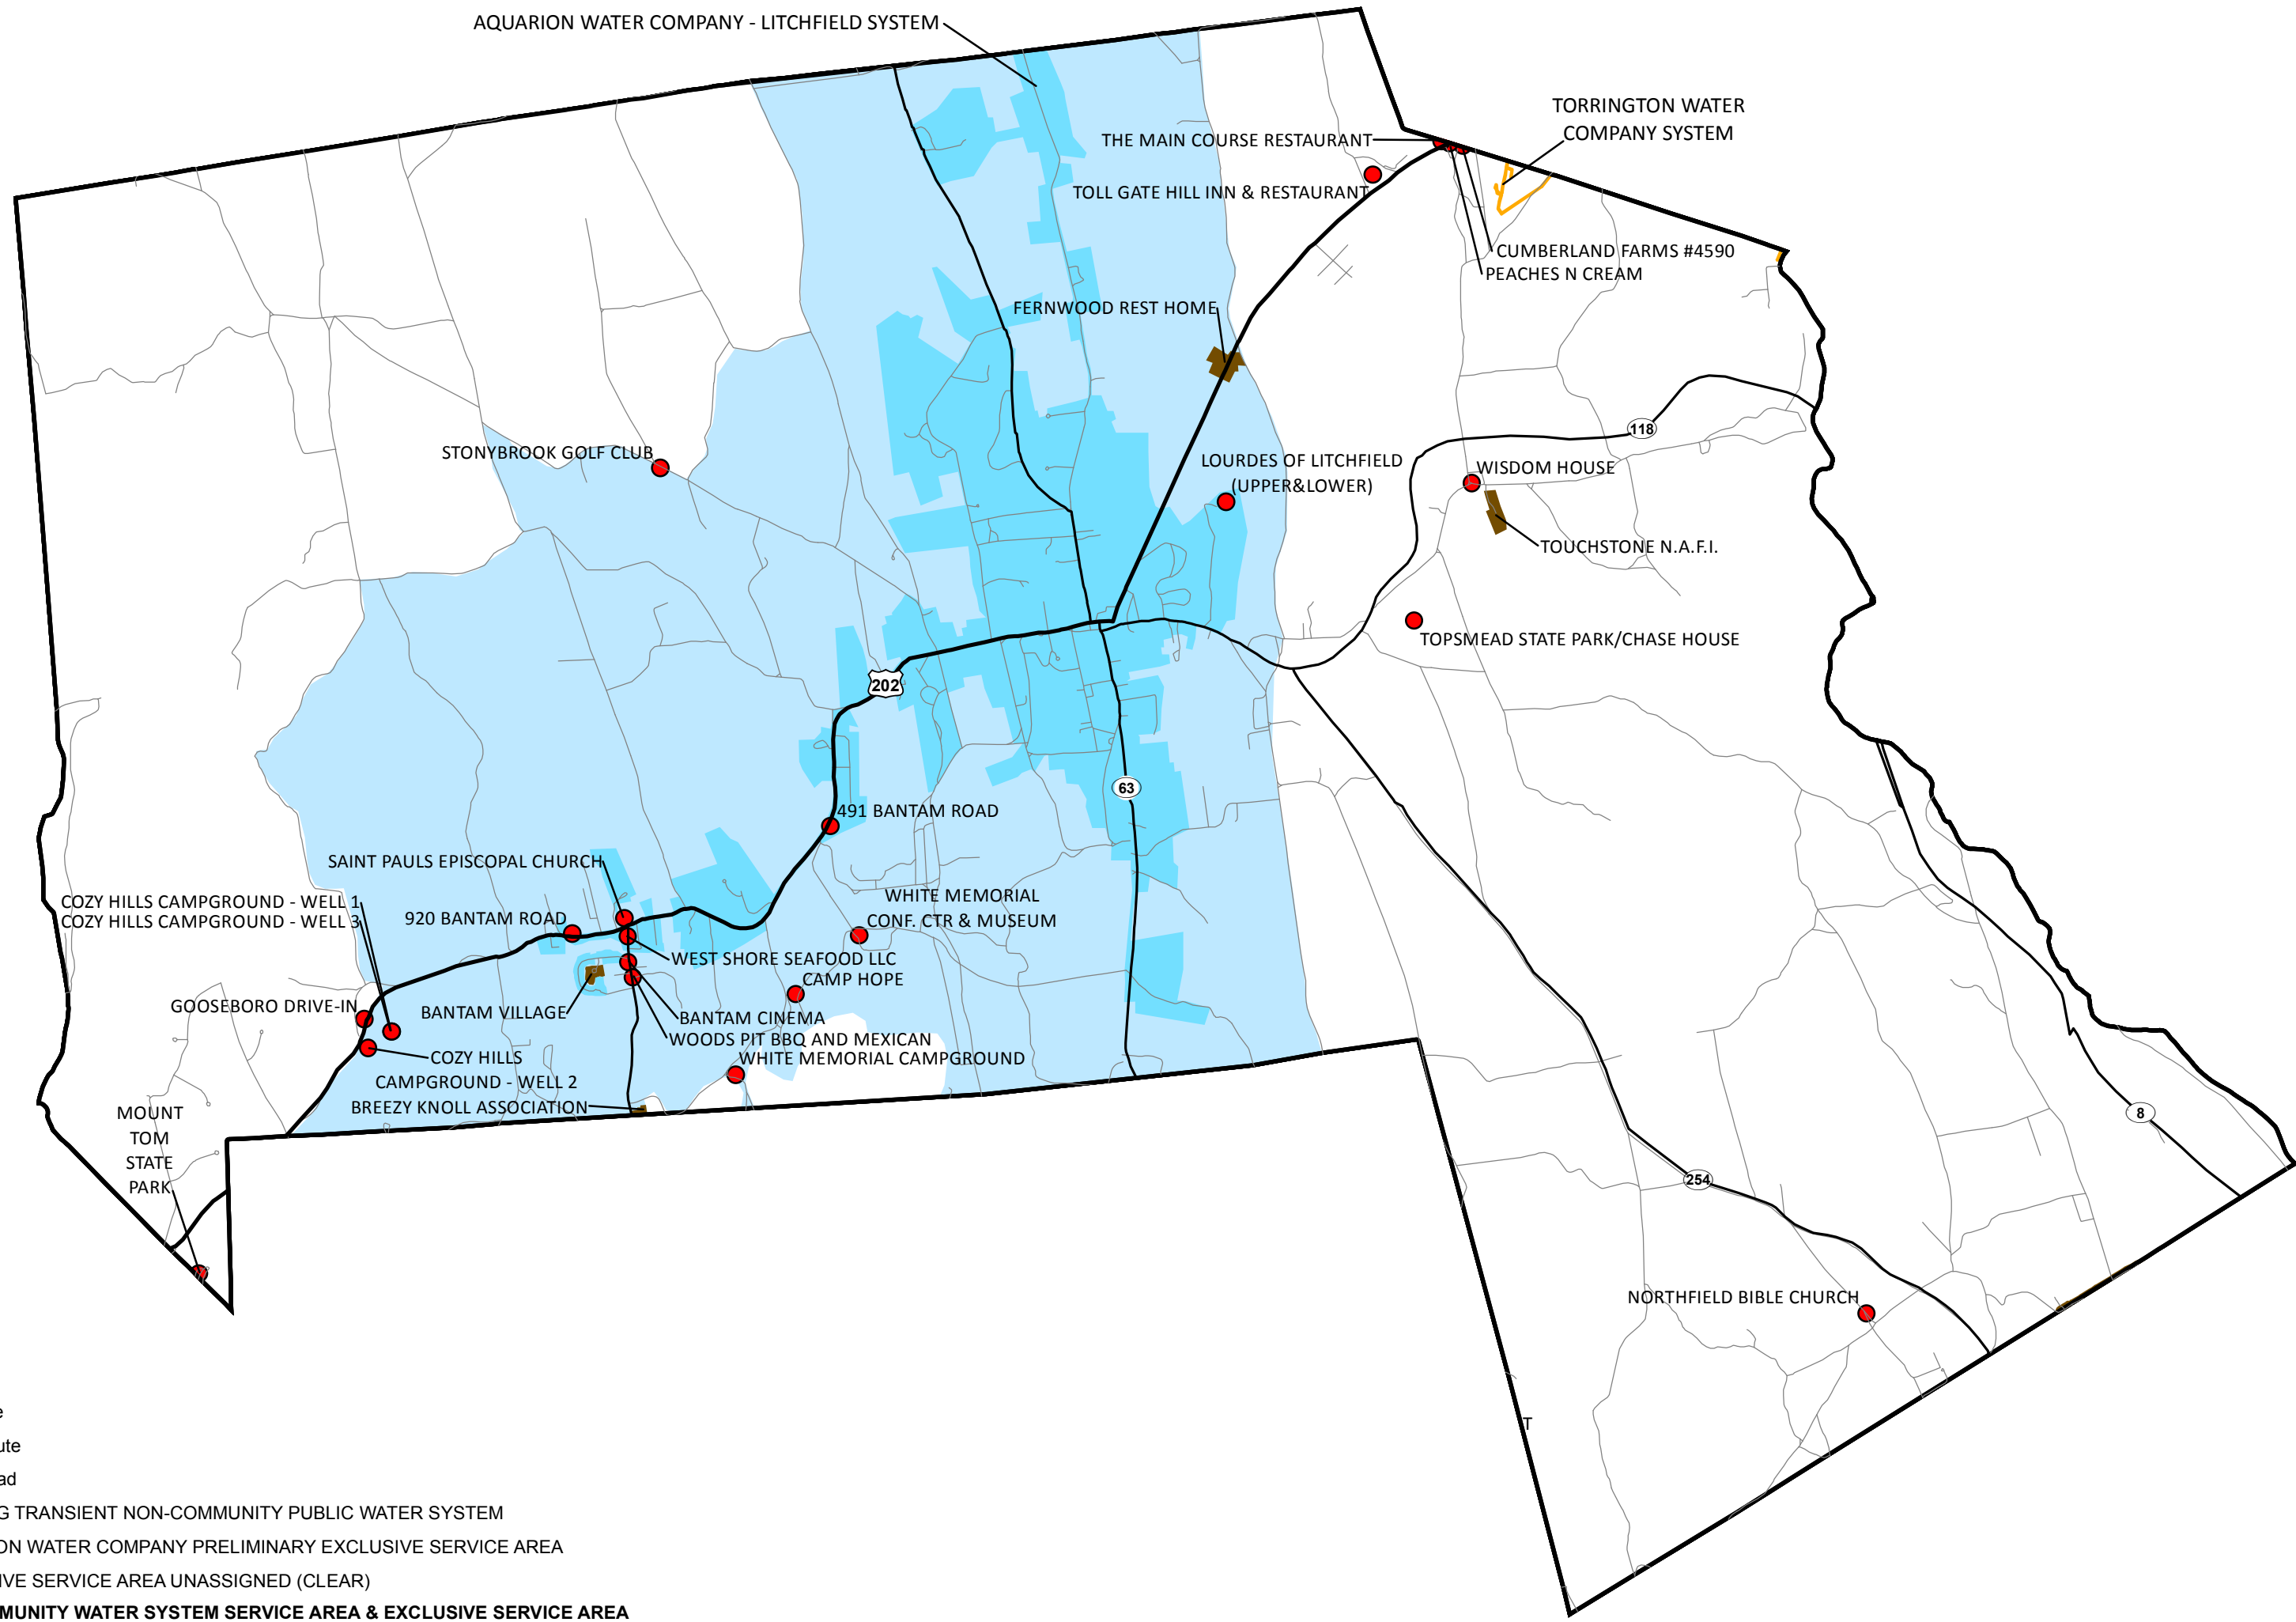 AQUARION WATER COMPANY - LITCHFIELD SYSTEM
TORRINGTON WATER
COMPANY SYSTEM
THE MAIN COURSE RESTAURANT
TOLL GATE HILL INN & RESTAURANT
CUMBERLAND FARMS #4590
PEACHES N CREAM
FERNWOOD REST HOME
118
STONYBROOK GOLF CLUB
LOURDES OF LITCHFIELD
(UPPER&LOWER)
WISDOM HOUSE
TOUCHSTONE N.A.F.I.
TOPSMEAD STATE PARK/CHASE HOUSE
202
63
491 BANTAM ROAD
SAINT PAULS EPISCOPAL CHURCH
COZY HILLS CAMPGROUND - WELL 1
COZY HILLS CAMPGROUND - WELL 3
920 BANTAM ROAD
WHITE MEMORIAL
CONF. CTR & MUSEUM
WEST SHORE SEAFOOD LLC
CAMP HOPE
GOOSEBORO DRIVE-IN
BANTAM VILLAGE
BANTAM CINEMA
WOODS PIT BBQ AND MEXICAN
COZY HILLS
CAMPGROUND - WELL 2
WHITE MEMORIAL CAMPGROUND
BREEZY KNOLL ASSOCIATION
MOUNT
TOM
STATE
PARK
8
254
NORTHFIELD BIBLE CHURCH
T
e
ute
ad
G TRANSIENT NON-COMMUNITY PUBLIC WATER SYSTEM
ON WATER COMPANY PRELIMINARY EXCLUSIVE SERVICE AREA
IVE SERVICE AREA UNASSIGNED (CLEAR)
MUNITY WATER SYSTEM SERVICE AREA & EXCLUSIVE SERVICE AREA